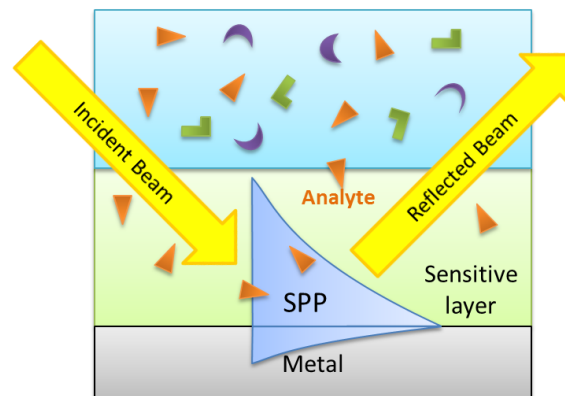 Incident Beam
Reflected Beam
Analyte
SPP
Sensitive
layer
Metal